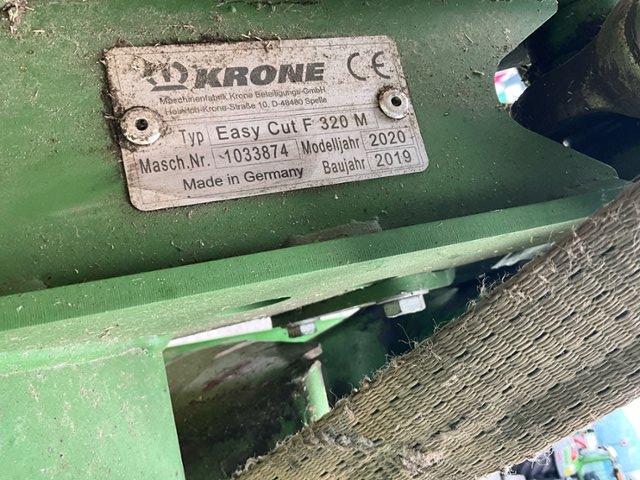 KRONE CE
Maschinenfabrik Krone Beteiligungs-GmbH
Heinrich-Krone-Straße 10, D-48480 Spelle
Typ Easy Cut F 320 M
Masch.Nr. 1033874 Modelljahr 2020
Made in Germany Baujahr 2019